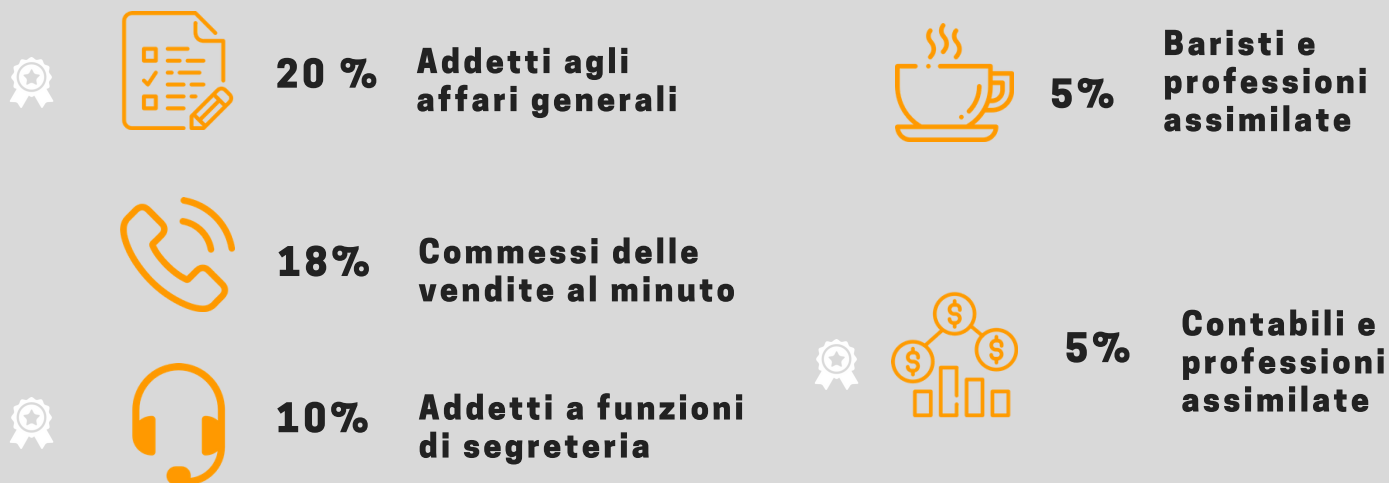 20 %
Addetti agli
affari generali
18%
Commessi delle
vendite al minuto
10%
Addetti a funzioni
di segreteria
5%
Baristi e
professioni
assimilate
$
$
$
5%
Contabili e
professioni
assimilate